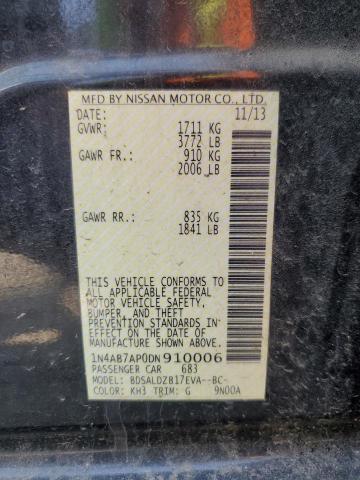 MFD BY NISSAN MOTOR CO., LTD.
DATE: 11/13
GVWR: 1711 KG
3772 LB
GAWR FR: 910 KG
2006 LB
GAWR RR: 835 KG
1841 LB
THIS VEHICLE CONFORMS TO
ALL APPLICABLE FEDERAL
MOTOR VEHICLE SAFETY,
BUMPER, AND THEFT
PREVENTION STANDARDS
IN EFFECT ON THE DATE
OF MANUFACTURE SHOWN ABOVE.
1N4AB7AP0DN910006
PASSENGER CAR 683
MODEL: BDSALDZB17EVA--BC-
COLOR: KH3 TRIM: G 9N00A